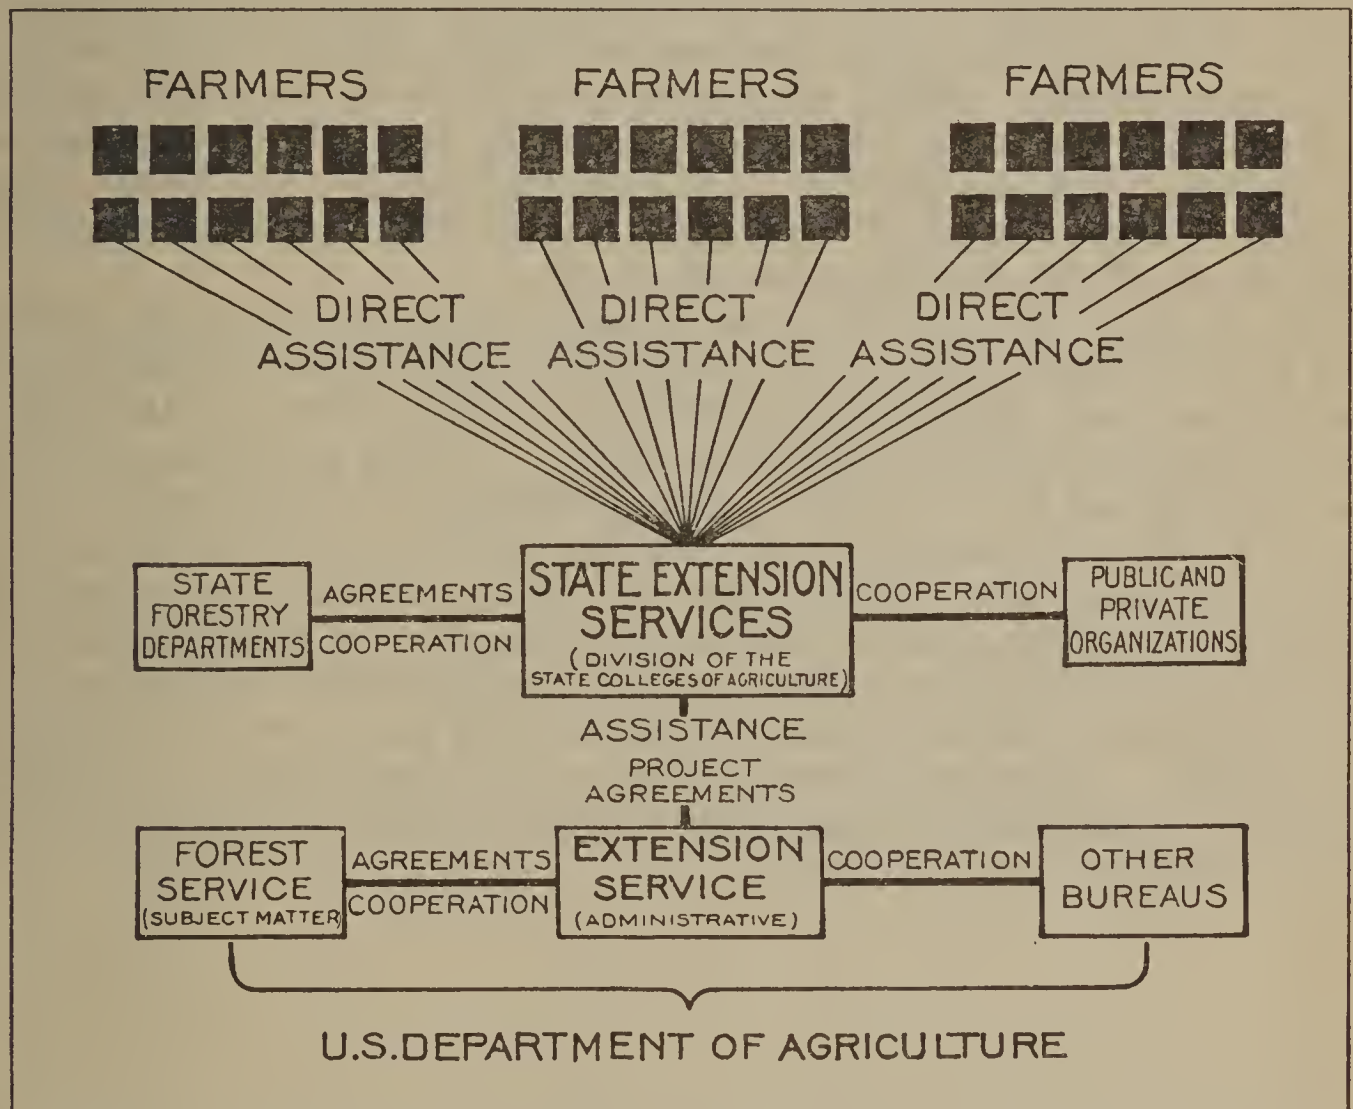 FARMERS
FARMERS
FARMERS
DIRECT
ASSISTANCE
DIRECT
ASSISTANCE
DIRECT
ASSISTANCE
STATE
FORESTRY
DEPARTMENTS
AGREEMENTS
COOPERATION
STATE EXTENSION
SERVICES
(DIVISION OF THE
STATE COLLEGES OF AGRICULTURE)
COOPERATION
PUBLIC AND
PRIVATE
ORGANIZATIONS
ASSISTANCE
PROJECT
AGREEMENTS
FOREST
SERVICE
(SUBJECT MATTER)
AGREEMENTS
COOPERATION
EXTENSION
SERVICE
(ADMINISTRATIVE)
COOPERATION
OTHER
BUREAUS
U.S. DEPARTMENT OF AGRICULTURE